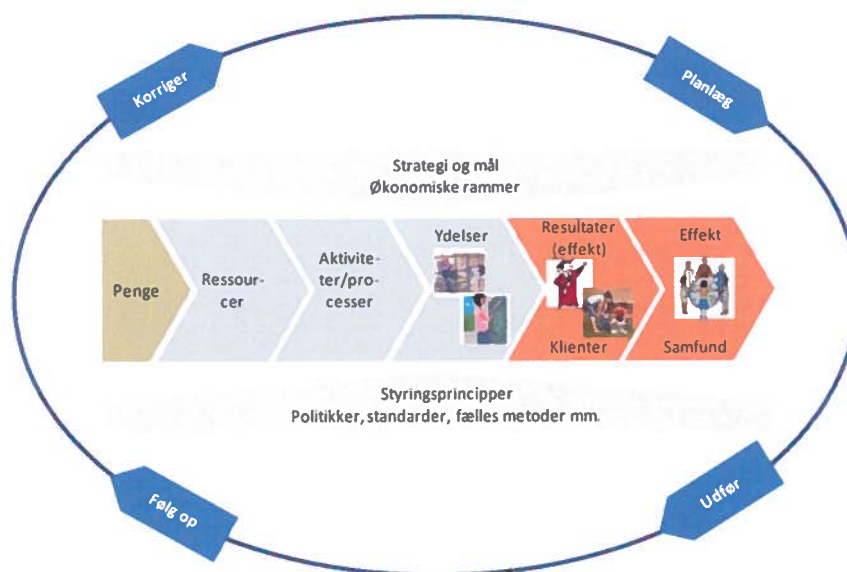 Korriger
Planlæg
Strategi og mål
Økonomiske rammer
Penge
Ressour-
cer
Aktivite-
ter/pro-
cesser
Ydelser
Resultater
(effekt)
Klienter
Effekt
Samfund
Styringsprincipper
Politikker, standarder, fælles metoder mm.
Følg op
Udfør